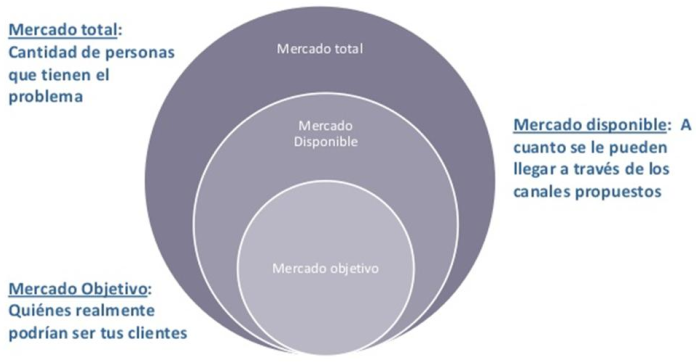 Mercado total:
Cantidad de personas
que tienen el
problema
Mercado total
Mercado
Disponible
Mercado disponible: A
cuanto se le pueden
llegar a través de los
canales propuestos
Mercado objetivo
Mercado Objetivo:
Quiénes realmente
podrían ser tus clientes